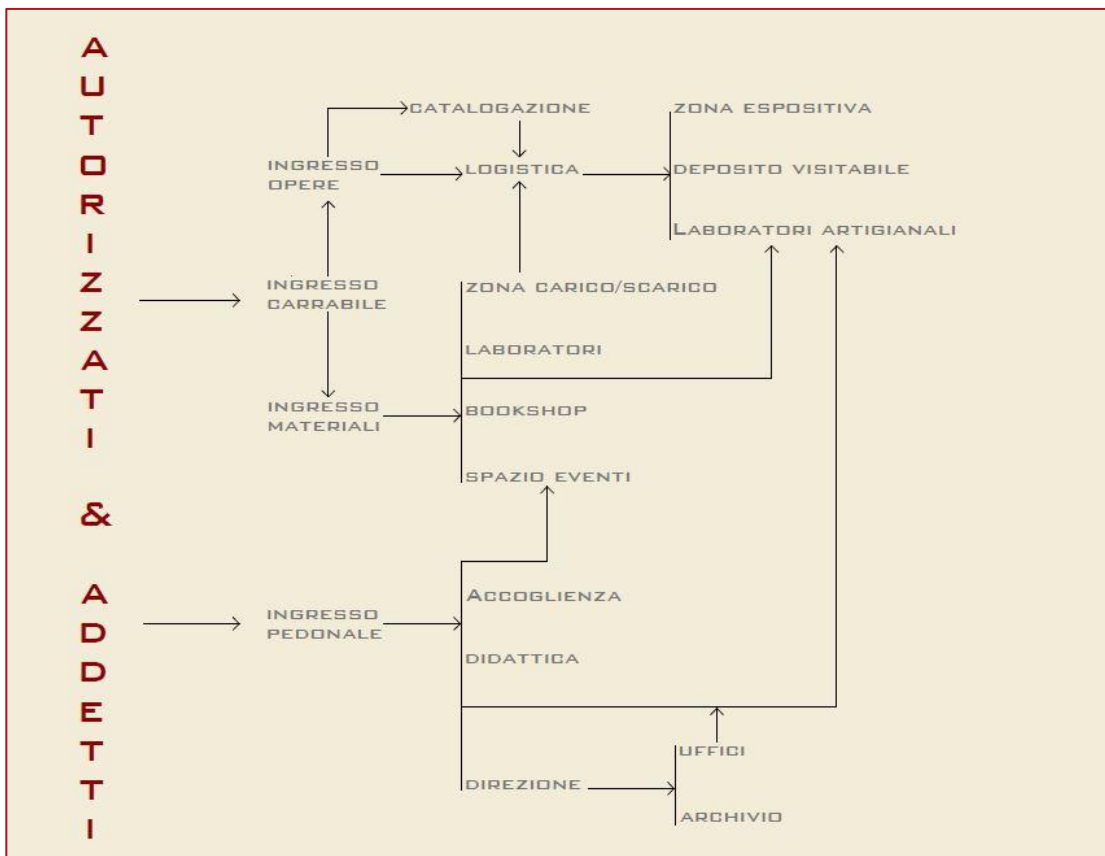 AUTORIZZATI & ADDETTI
CATALOGAZIONE
ZONA ESPOSITIVA
INGRESSO
OPERE
LOGISTICA
DEPOSITO VISITABILE
LABORATORI ARTIGIANALI
INGRESSO
CARRABILE
ZONA CARICO/SCARICO
LABORATORI
INGRESSO
MATERIALI
BOOKSHOP
SPAZIO EVENTI
ACCOGLIENZA
INGRESSO
PEDONALE
DIDATTICA
UFFICI
DIREZIONE
ARCHIVIO